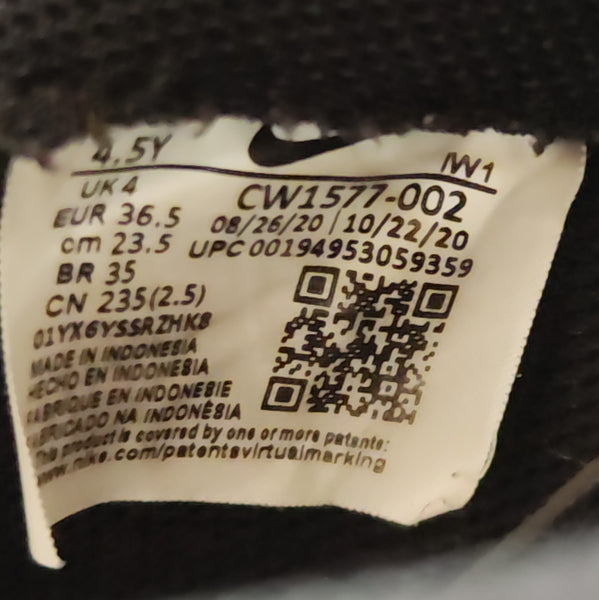 4.5Y IW1
UK 4
EUR 36.5
cm 23.5
BR 35
CN 235(2.5)
CW1577-002
08/26/20 | 10/22/20
UPC 00194953059359
01YX6YSSRZHK8
MADE IN INDONESIA
HECHO EN INDONESIA
FABRIQUE EN INDONESIE
FABRICADO NA INDONÉSIA
This product is covered by one or more patents:
www.nike.com/patentsvirtualmarking